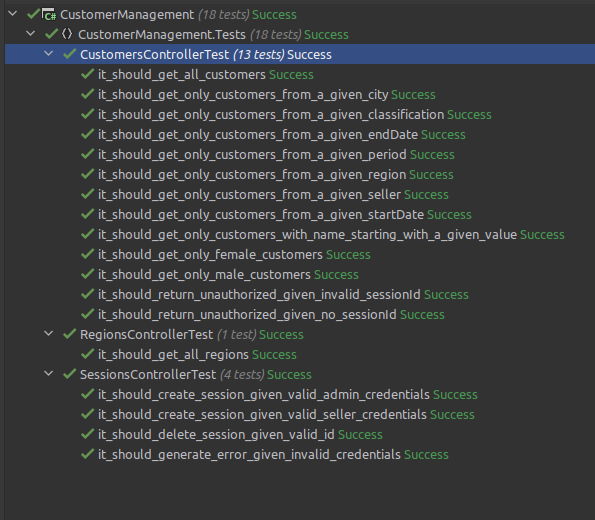 CustomerManagement (18 tests) Success
CustomerManagement.Tests (18 tests) Success
CustomersControllerTest (13 tests) Success
it_should_get_all_customers Success
it_should_get_only_customers_from_a_given_city Success
it_should_get_only_customers_from_a_given_classification Success
it_should_get_only_customers_from_a_given_endDate Success
it_should_get_only_customers_from_a_given_period Success
it_should_get_only_customers_from_a_given_region Success
it_should_get_only_customers_from_a_given_seller Success
it_should_get_only_customers_from_a_given_startDate Success
it_should_get_only_customers_with_name_starting_with_a_given_value Success
it_should_get_only_female_customers Success
it_should_get_only_male_customers Success
it_should_return_unauthorized_given_invalid_sessionId Success
it_should_return_unauthorized_given_no_sessionId Success
RegionsControllerTest (1 test) Success
it_should_get_all_regions Success
SessionsControllerTest (4 tests) Success
it_should_create_session_given_valid_admin_credentials Success
it_should_create_session_given_valid_seller_credentials Success
it_should_delete_session_given_valid_id Success
it_should_generate_error_given_invalid_credentials Success